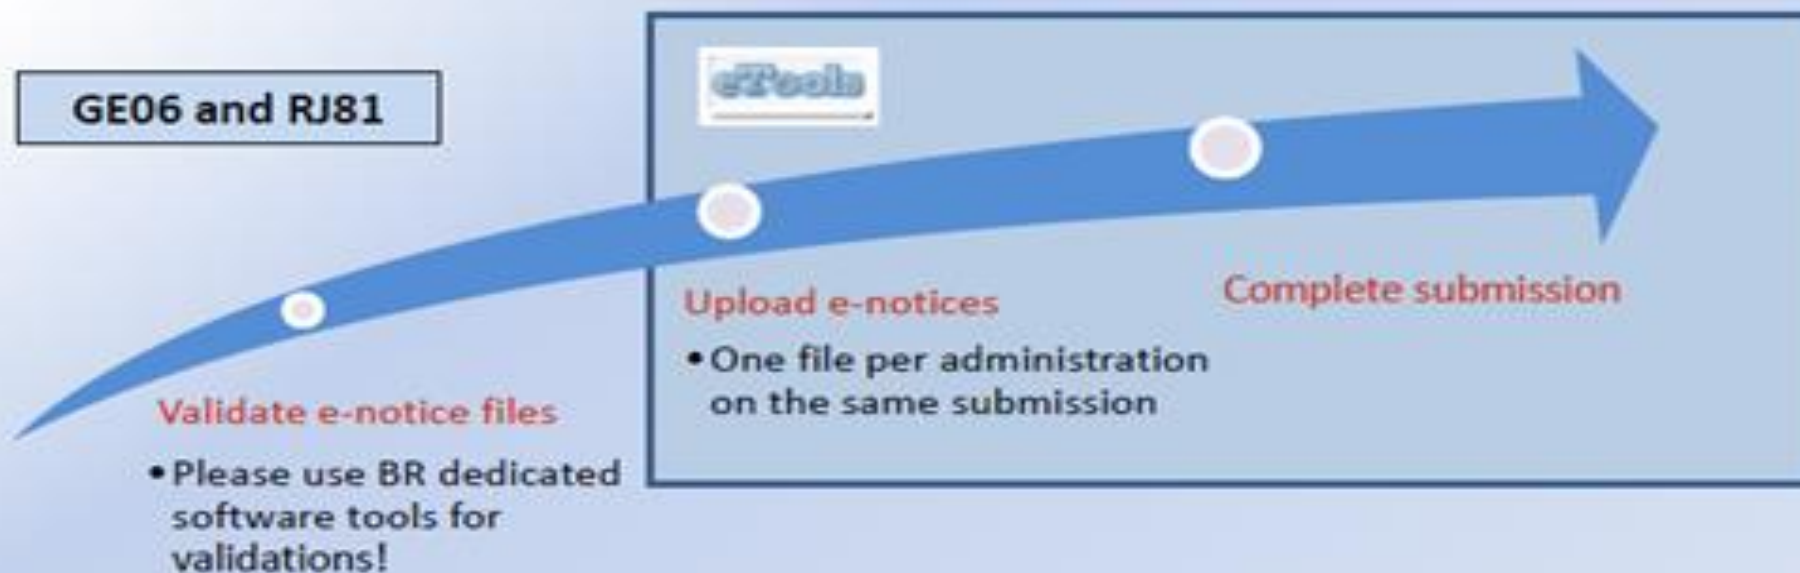 GE06 and RJ81
eTools
Validate e-notice files
•Please use BR dedicated
software tools for
validations!
Upload e-notices
•One file per administration
on the same submission
Complete submission